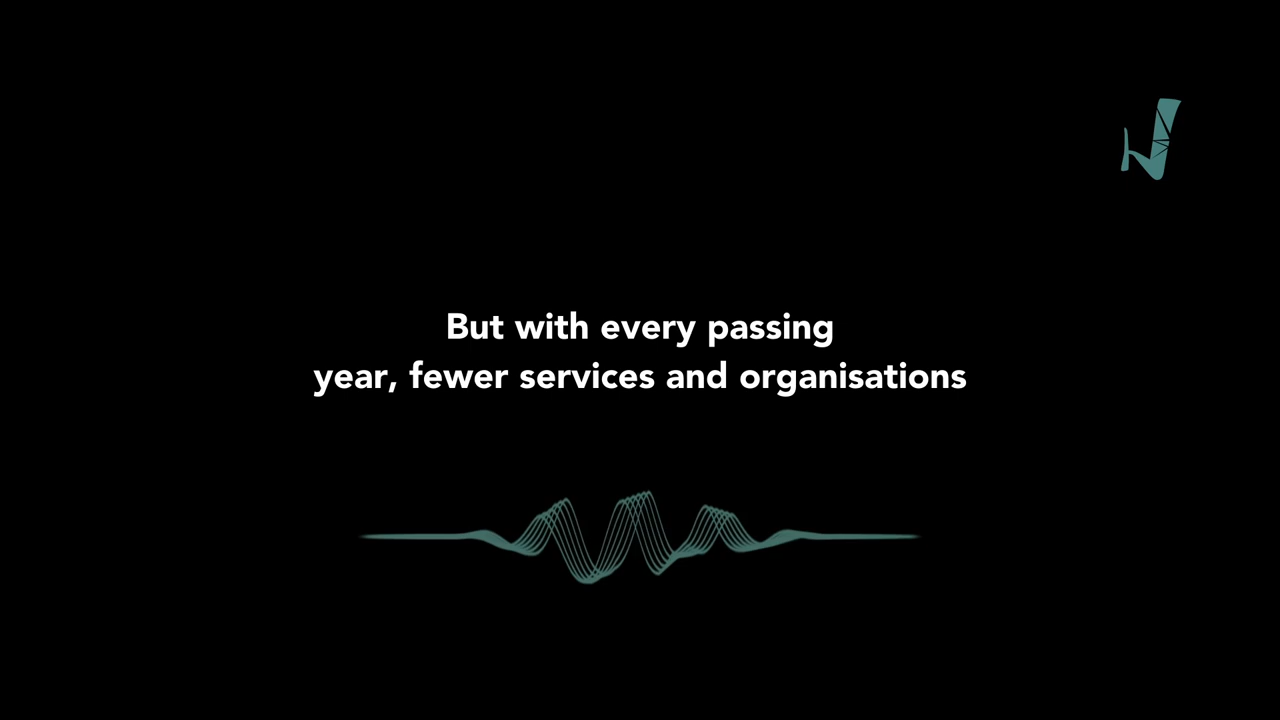 But with every passing
year, fewer services and organisations